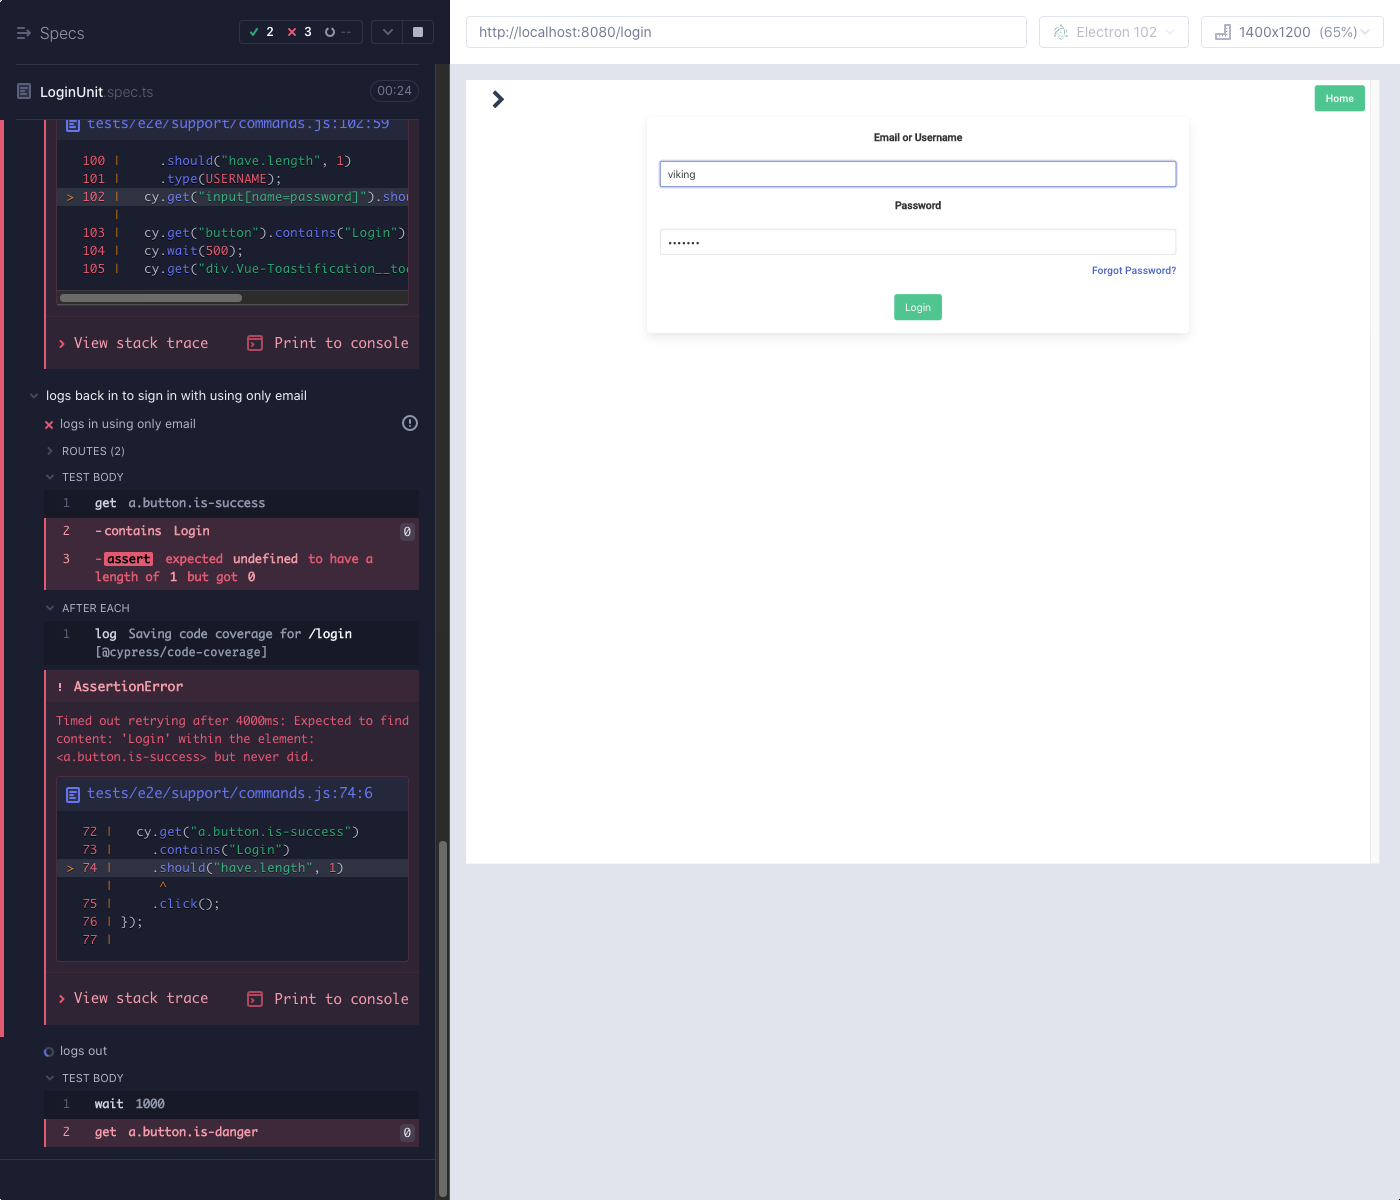 Specs
2
3
--
LoginUnit.spec.ts
00:24
tests/e2e/support/commands.js:102:59
100 | .should("have.length", 1)
101 | .type(USERNAME);
> 102 | cy.get("input[name=password]").shou
|
103 | cy.get("button").contains("Login")
104 | cy.wait(500);
105 | cy.get("div.Vue-Toastification__toa
View stack trace
Print to console
logs back in to sign in with using only email
logs in using only email
ROUTES (2)
TEST BODY
1 get a.button.is-success
2 -contains Login 0
3 -assert expected undefined to have a
length of 1 but got 0
AFTER EACH
1 log Saving code coverage for /login
[@cypress/code-coverage]
! AssertionError
Timed out retrying after 4000ms: Expected to find
content: 'Login' within the element:
<a.button.is-success> but never did.
tests/e2e/support/commands.js:74:6
72 | cy.get("a.button.is-success")
73 | .contains("Login")
> 74 | .should("have.length", 1)
| ^
75 | .click();
76 | });
77 |
View stack trace
Print to console
logs out
TEST BODY
1 wait 1000
2 get a.button.is-danger 0
http://localhost:8080/login
Electron 102
1400x1200 (65%)
Home
Email or Username
viking
Password
•••••••
Forgot Password?
Login